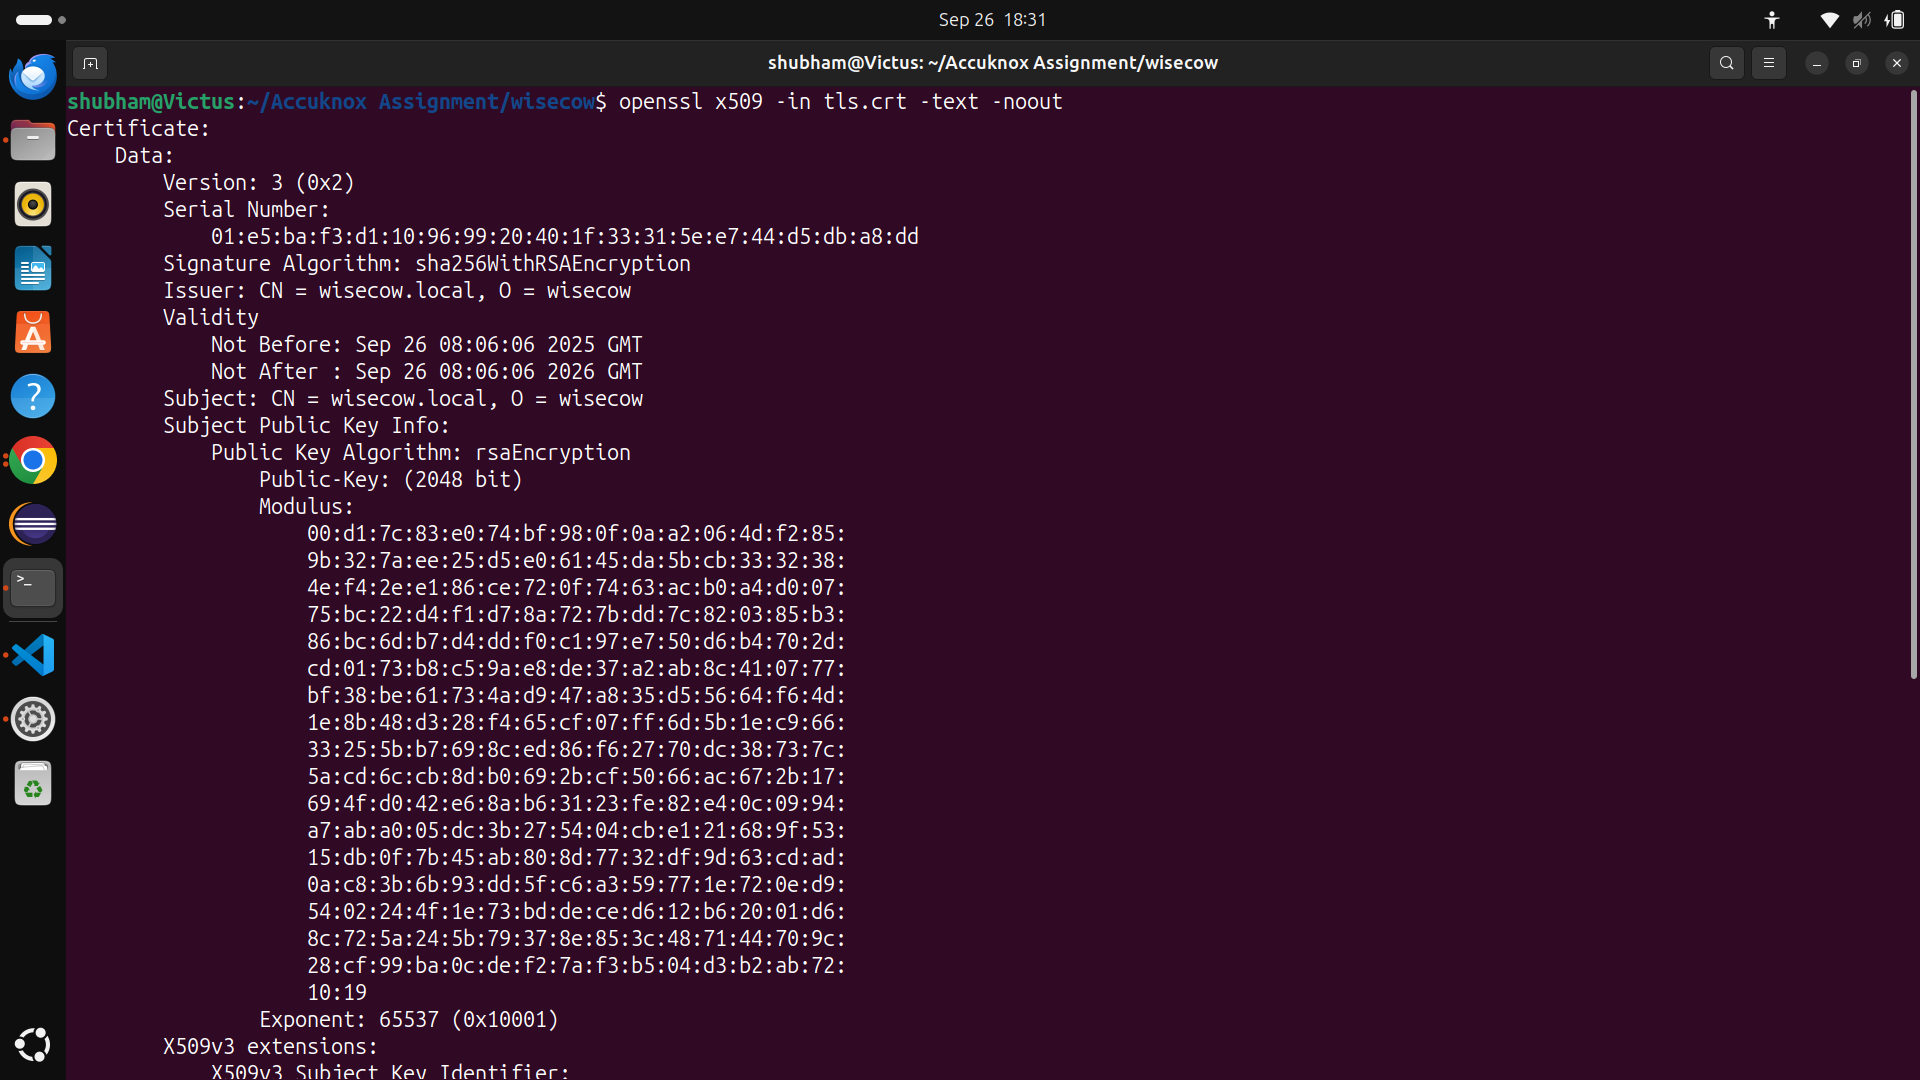 Sep 26 18:31
shubham@Victus: ~/Accuknox Assignment/wisecow
shubham@Victus:~/Accuknox Assignment/wisecow$ openssl x509 -in tls.crt -text -noout
Certificate:
    Data:
        Version: 3 (0x2)
        Serial Number:
            01:e5:ba:f3:d1:10:96:99:20:40:1f:33:31:5e:e7:44:d5:db:a8:dd
        Signature Algorithm: sha256WithRSAEncryption
        Issuer: CN = wisecow.local, O = wisecow
        Validity
            Not Before: Sep 26 08:06:06 2025 GMT
            Not After : Sep 26 08:06:06 2026 GMT
        Subject: CN = wisecow.local, O = wisecow
        Subject Public Key Info:
            Public Key Algorithm: rsaEncryption
                Public-Key: (2048 bit)
                Modulus:
                    00:d1:7c:83:e0:74:bf:98:0f:0a:a2:06:4d:f2:85:
                    9b:32:7a:ee:25:d5:e0:61:45:da:5b:cb:33:32:38:
                    4e:f4:2e:e1:86:ce:72:0f:74:63:ac:b0:a4:d0:07:
                    75:bc:22:d4:f1:d7:8a:72:7b:dd:7c:82:03:85:b3:
                    86:bc:6d:b7:d4:dd:f0:c1:97:e7:50:d6:b4:70:2d:
                    cd:01:73:b8:c5:9a:e8:de:37:a2:ab:8c:41:07:77:
                    bf:38:be:61:73:4a:d9:47:a8:35:d5:56:64:f6:4d:
                    1e:8b:48:d3:28:f4:65:cf:07:ff:6d:5b:1e:c9:66:
                    33:25:5b:b7:69:8c:ed:86:f6:27:70:dc:38:73:7c:
                    5a:cd:6c:cb:8d:b0:69:2b:cf:50:66:ac:67:2b:17:
                    69:4f:d0:42:e6:8a:b6:31:23:fe:82:e4:0c:09:94:
                    a7:ab:a0:05:dc:3b:27:54:04:cb:e1:21:68:9f:53:
                    15:db:0f:7b:45:ab:80:8d:77:32:df:9d:63:cd:ad:
                    0a:c8:3b:6b:93:dd:5f:c6:a3:59:77:1e:72:0e:d9:
                    54:02:24:4f:1e:73:bd:de:ce:d6:12:b6:20:01:d6:
                    8c:72:5a:24:5b:79:37:8e:85:3c:48:71:44:70:9c:
                    28:cf:99:ba:0c:de:f2:7a:f3:b5:04:d3:b2:ab:72:
                    10:19
                Exponent: 65537 (0x10001)
        X509v3 extensions:
            X509v3 Subject Key Identifier: